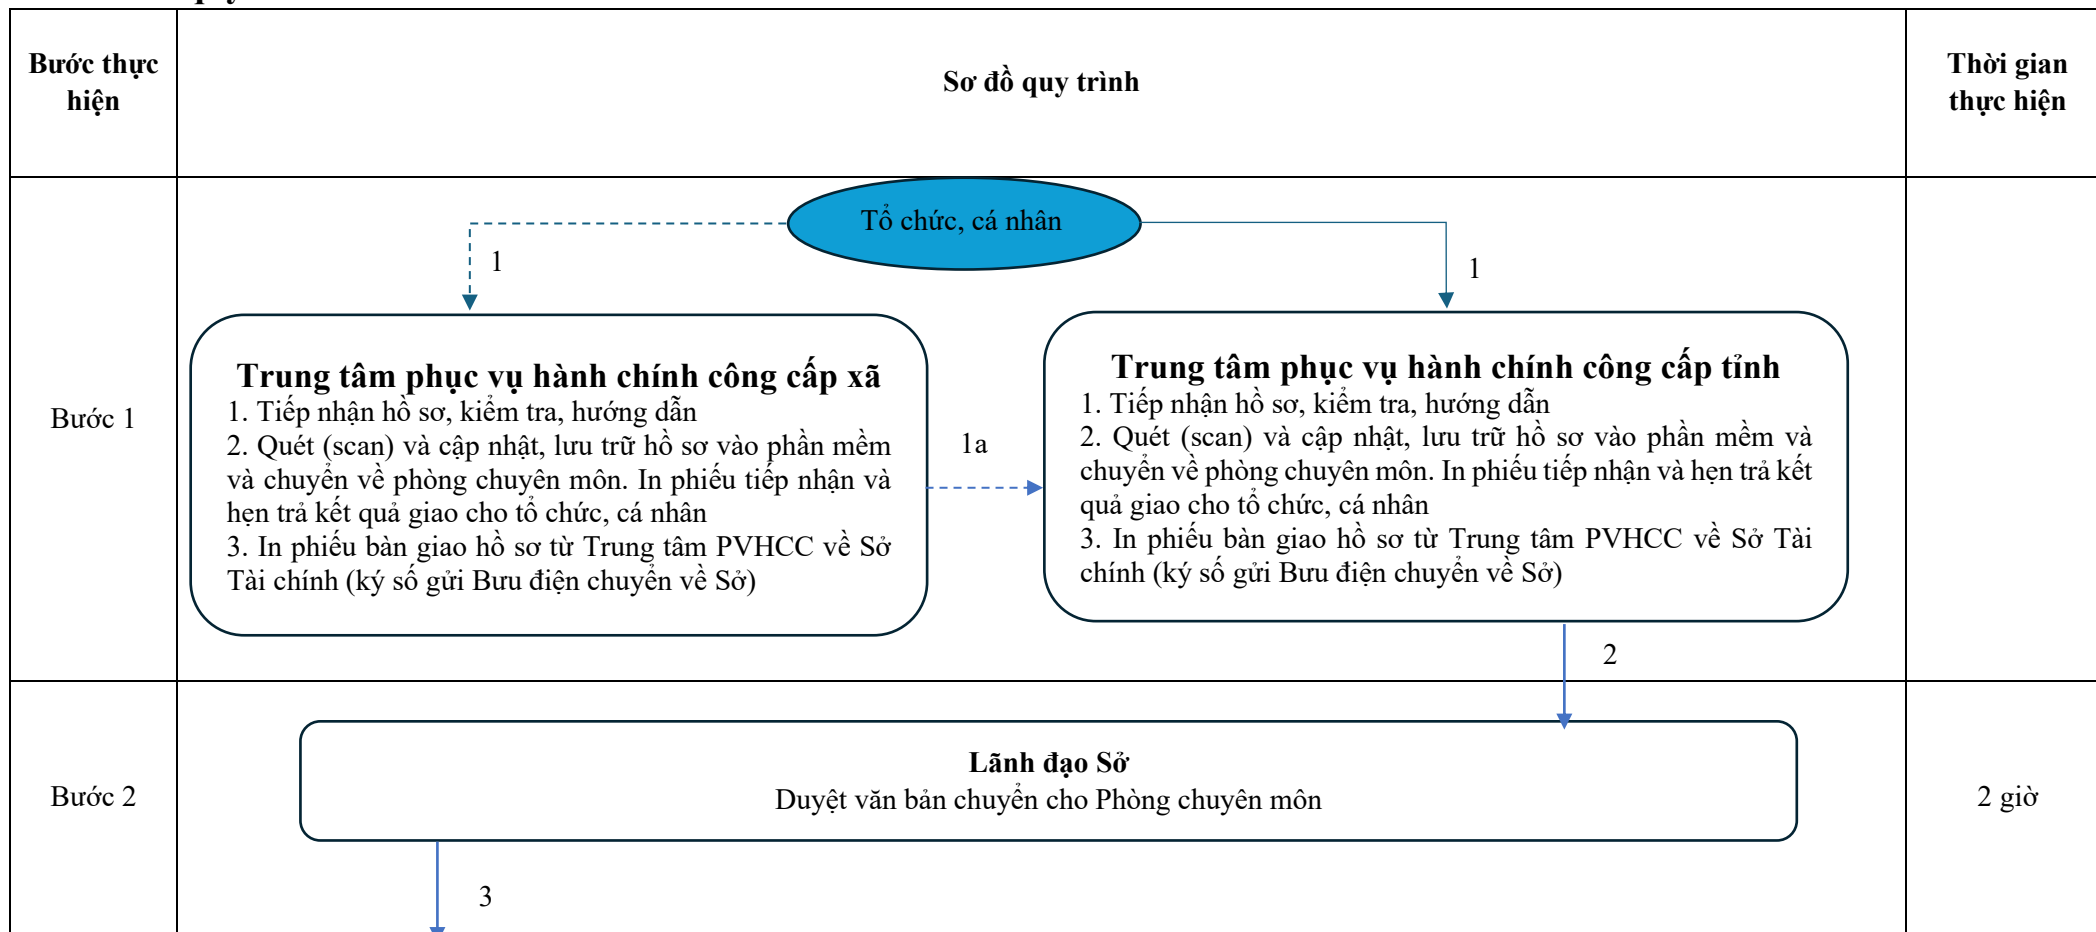 Bước thực
hiện
Sơ đồ quy trình
Thời gian
thực hiện
Bước 1
Tổ chức, cá nhân
1
1
Trung tâm phục vụ hành chính công cấp xã
1. Tiếp nhận hồ sơ, kiểm tra, hướng dẫn
2. Quét (scan) và cập nhật, lưu trữ hồ sơ vào phần mềm
và chuyển về phòng chuyên môn. In phiếu tiếp nhận và
hẹn trả kết quả giao cho tổ chức, cá nhân
3. In phiếu bàn giao hồ sơ từ Trung tâm PVHCC về Sở
Tài chính (ký số gửi Bưu điện chuyển về Sở)
1a
Trung tâm phục vụ hành chính công cấp tỉnh
1. Tiếp nhận hồ sơ, kiểm tra, hướng dẫn
2. Quét (scan) và cập nhật, lưu trữ hồ sơ vào phần mềm và
chuyển về phòng chuyên môn. In phiếu tiếp nhận và hẹn trả kết
quả giao cho tổ chức, cá nhân
3. In phiếu bàn giao hồ sơ từ Trung tâm PVHCC về Sở Tài
chính (ký số gửi Bưu điện chuyển về Sở)
2
Bước 2
Lãnh đạo Sở
Duyệt văn bản chuyển cho Phòng chuyên môn
2 giờ
3